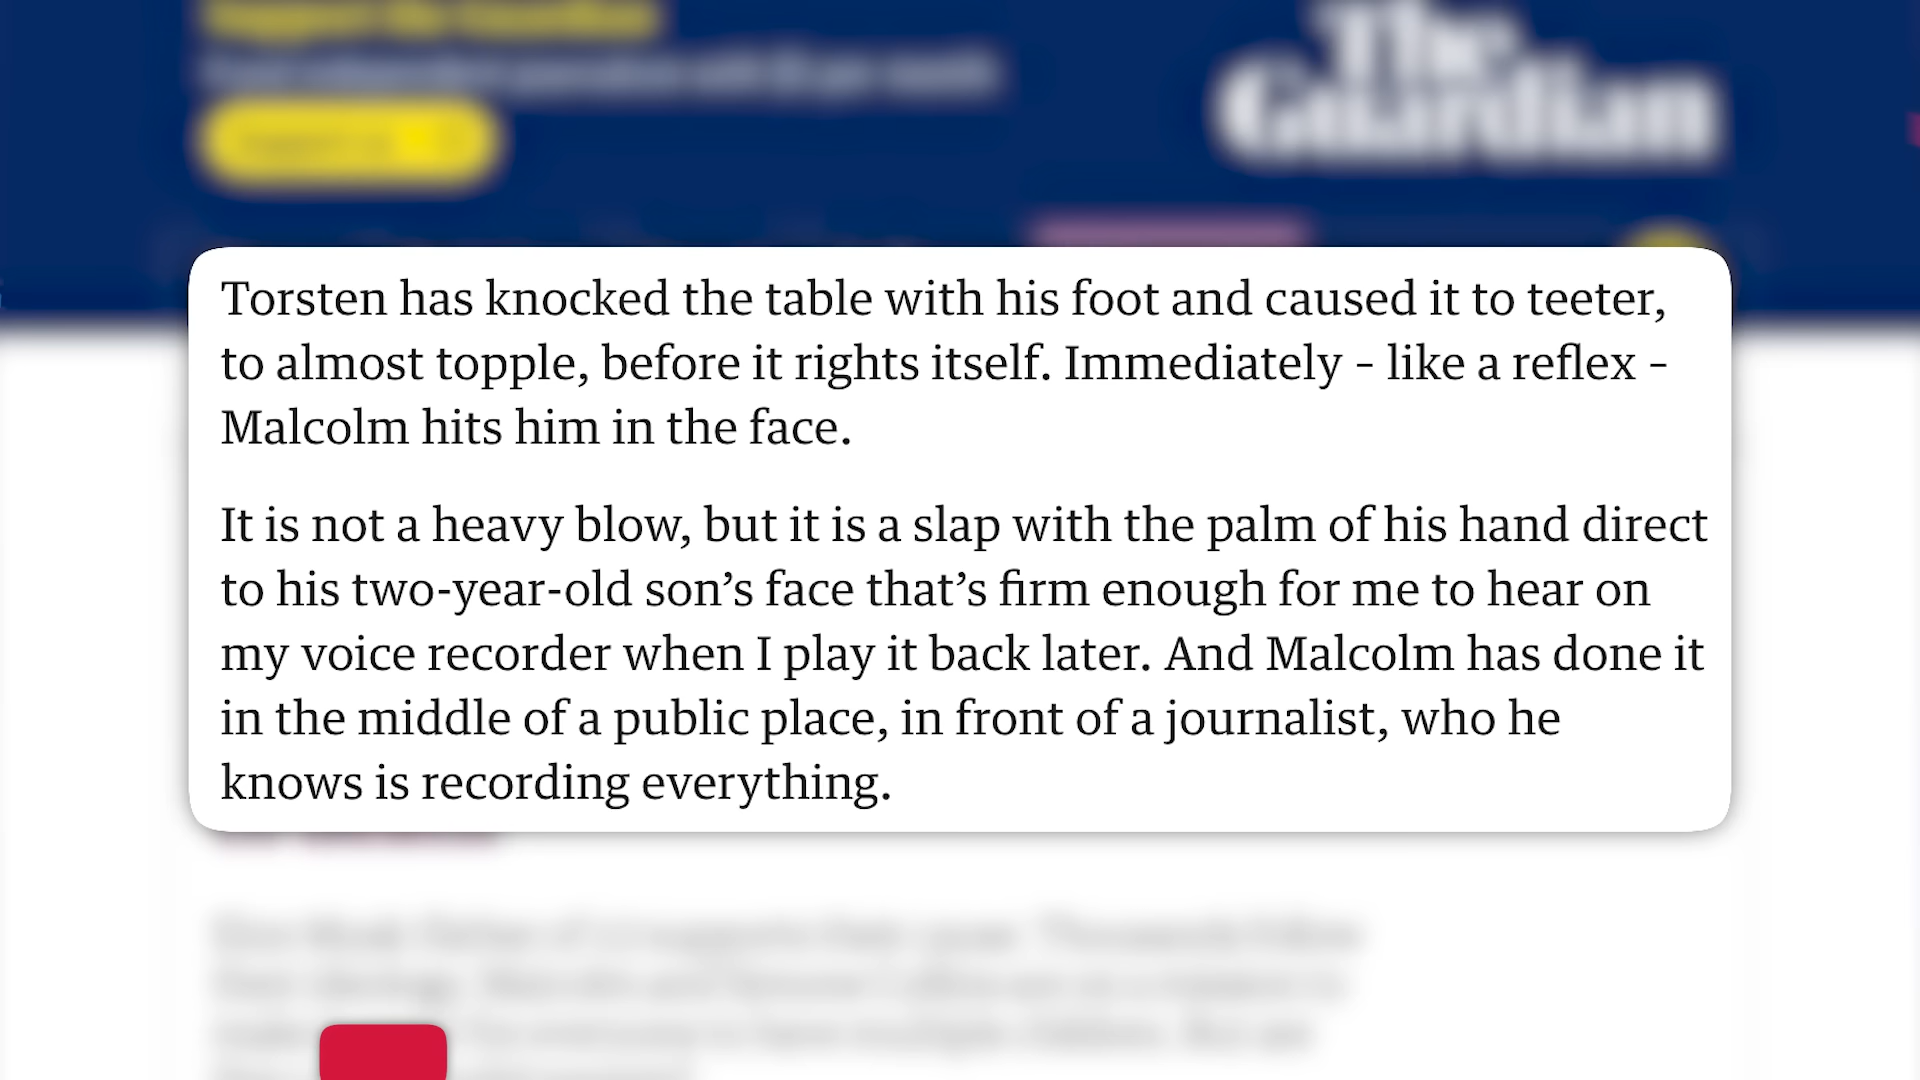 The
Guardian
Torsten has knocked the table with his foot and caused it to teeter,
to almost topple, before it rights itself. Immediately – like a reflex –
Malcolm hits him in the face.
It is not a heavy blow, but it is a slap with the palm of his hand direct
to his two-year-old son’s face that’s firm enough for me to hear on
my voice recorder when I play it back later. And Malcolm has done it
in the middle of a public place, in front of a journalist, who he
knows is recording everything.